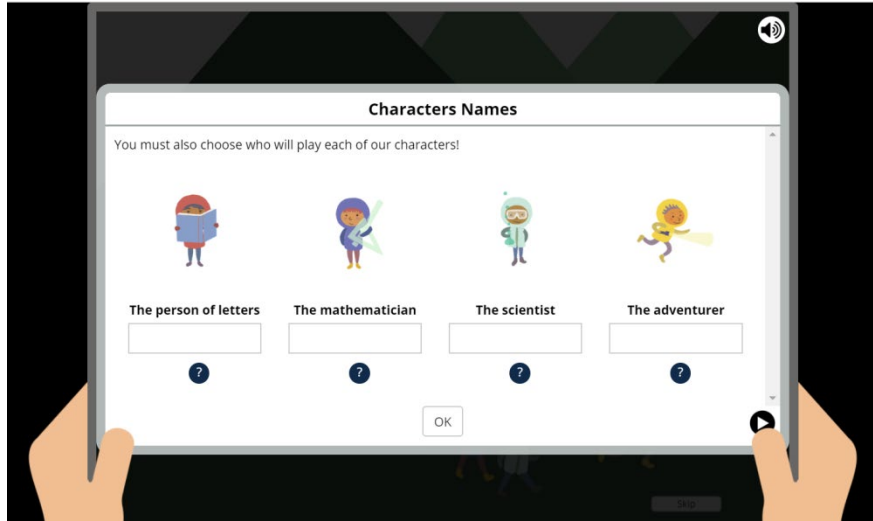 Characters Names
You must also choose who will play each of our characters!
The person of letters
The mathematician
The scientist
The adventurer
?
?
?
?
OK
Skip